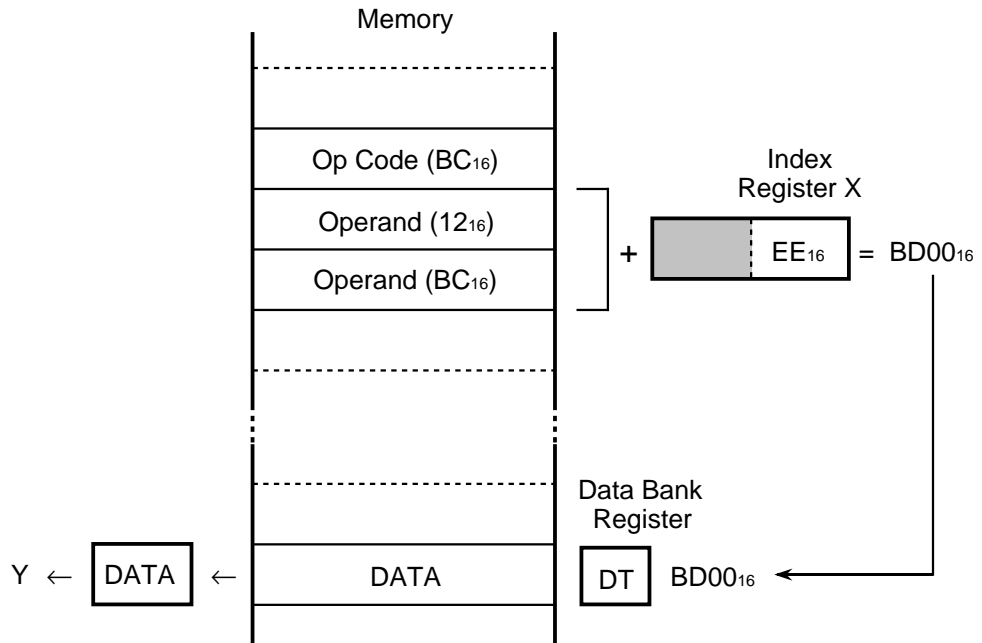 Memory
Op Code (BC₁₆)
Index
Register X
Operand (12₁₆)
+ EE₁₆ = BD00₁₆
Operand (BC₁₆)
Data Bank
Register
Y ← DATA ← DATA DT BD00₁₆